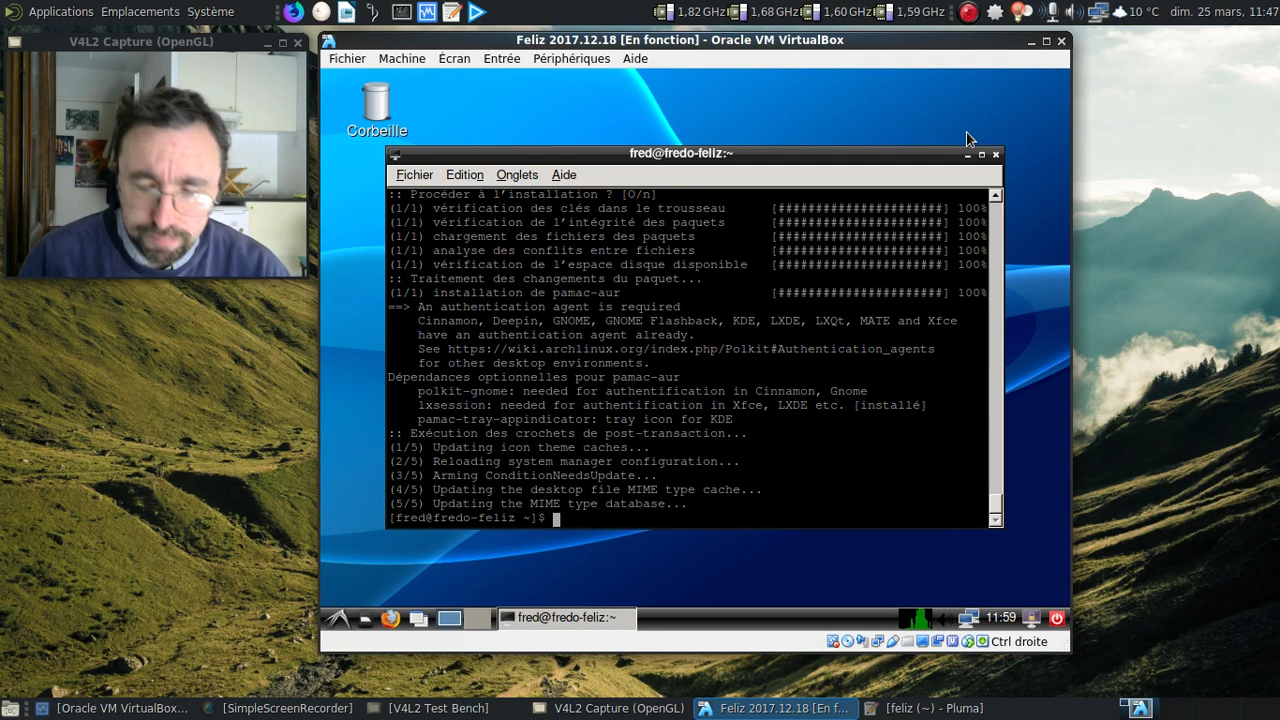 Applications Emplacements Système
1,82 GHz 1,68 GHz 1,60 GHz 1,59 GHz 10 °C dim. 25 mars, 11:47
V4L2 Capture (OpenGL)
Feliz 2017.12.18 [En fonction] - Oracle VM VirtualBox
Fichier Machine Écran Entrée Périphériques Aide
Corbeille
fred@fredo-feliz:~
Fichier Edition Onglets Aide
:: Procéder à l’installation ? [O/n]
(1/1) vérification des clés dans le trousseau [######################] 100%
(1/1) vérification de l’intégrité des paquets [######################] 100%
(1/1) chargement des fichiers des paquets [######################] 100%
(1/1) analyse des conflits entre fichiers [######################] 100%
(1/1) vérification de l’espace disque disponible [######################] 100%
:: Traitement des changements du paquet...
(1/1) installation de pamac-aur [######################] 100%
==> An authentication agent is required
Cinnamon, Deepin, GNOME, GNOME Flashback, KDE, LXDE, LXQt, MATE and Xfce
have an authentication agent already.
See https://wiki.archlinux.org/index.php/Polkit#Authentication_agents
for other desktop environments.
Dépendances optionnelles pour pamac-aur
polkit-gnome: needed for authentification in Cinnamon, Gnome
lxsession: needed for authentification in Xfce, LXDE etc. [installé]
pamac-tray-appindicator: tray icon for KDE
:: Exécution des crochets de post-transaction...
(1/5) Updating icon theme caches...
(2/5) Reloading system manager configuration...
(3/5) Arming ConditionNeedsUpdate...
(4/5) Updating the desktop file MIME type cache...
(5/5) Updating the MIME type database...
[fred@fredo-feliz ~]$
fred@fredo-feliz:~ 11:59
Ctrl droite
[Oracle VM VirtualBox... [SimpleScreenRecorder] [V4L2 Test Bench] V4L2 Capture (OpenGL) Feliz 2017.12.18 [En f... [feliz (~) - Pluma]